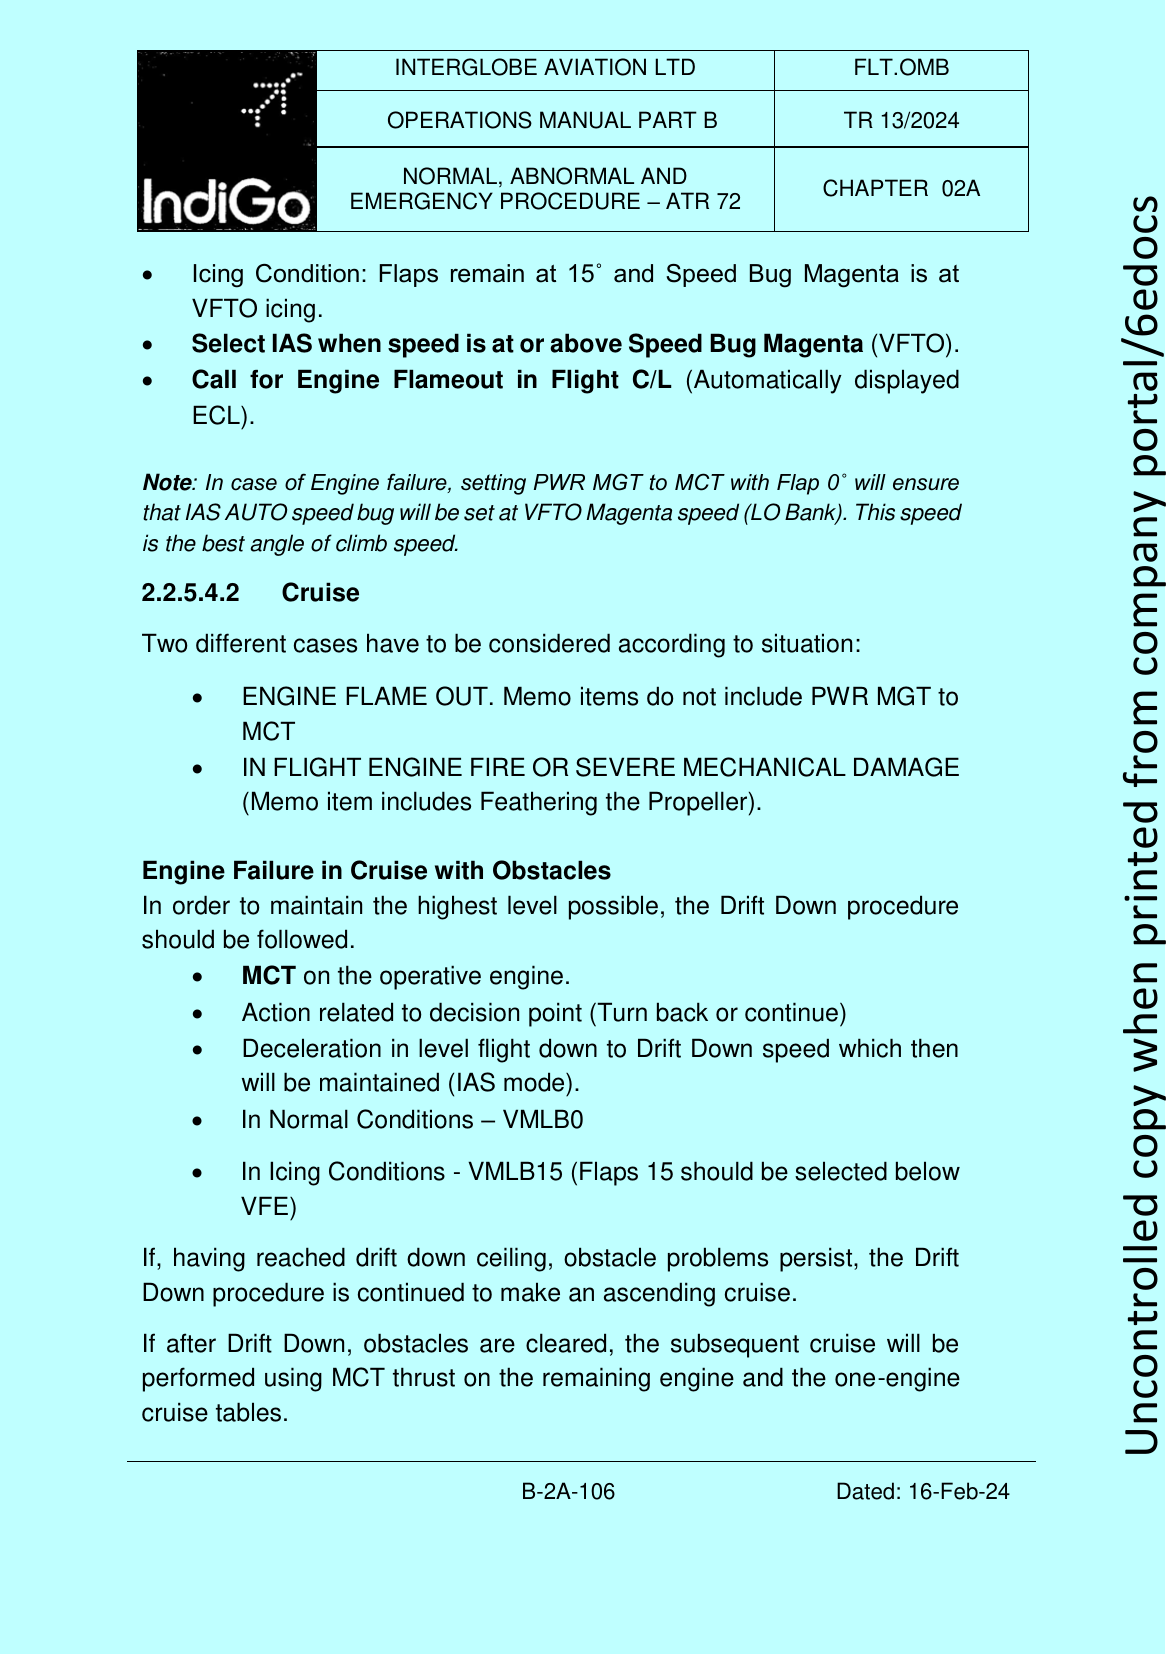 INTERGLOBE AVIATION LTD
FLT.OMB
OPERATIONS MANUAL PART B
TR 13/2024
IndiGo
NORMAL, ABNORMAL AND
EMERGENCY PROCEDURE – ATR 72
CHAPTER 02A
• Icing Condition: Flaps remain at 15˚ and Speed Bug Magenta is at
VFTO icing.
• Select IAS when speed is at or above Speed Bug Magenta (VFTO).
• Call for Engine Flameout in Flight C/L (Automatically displayed
ECL).
Note: In case of Engine failure, setting PWR MGT to MCT with Flap 0˚ will ensure
that IAS AUTO speed bug will be set at VFTO Magenta speed (LO Bank). This speed
is the best angle of climb speed.
2.2.5.4.2 Cruise
Two different cases have to be considered according to situation:
• ENGINE FLAME OUT. Memo items do not include PWR MGT to
MCT
• IN FLIGHT ENGINE FIRE OR SEVERE MECHANICAL DAMAGE
(Memo item includes Feathering the Propeller).
Engine Failure in Cruise with Obstacles
In order to maintain the highest level possible, the Drift Down procedure
should be followed.
• MCT on the operative engine.
• Action related to decision point (Turn back or continue)
• Deceleration in level flight down to Drift Down speed which then
will be maintained (IAS mode).
• In Normal Conditions – VMLB0
• In Icing Conditions - VMLB15 (Flaps 15 should be selected below
VFE)
If, having reached drift down ceiling, obstacle problems persist, the Drift
Down procedure is continued to make an ascending cruise.
If after Drift Down, obstacles are cleared, the subsequent cruise will be
performed using MCT thrust on the remaining engine and the one-engine
cruise tables.
B-2A-106
Dated: 16-Feb-24
Uncontrolled copy when printed from company portal/6edocs